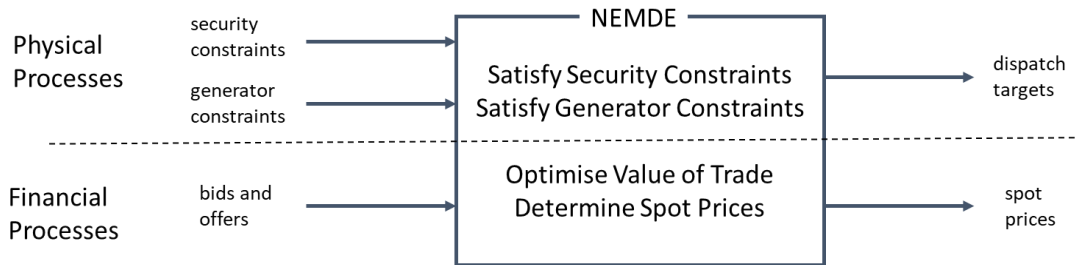 NEMDE
Physical
Processes
security
constraints
generator
constraints
Satisfy Security Constraints
Satisfy Generator Constraints
dispatch
targets
Financial
Processes
bids and
offers
Optimise Value of Trade
Determine Spot Prices
spot
prices